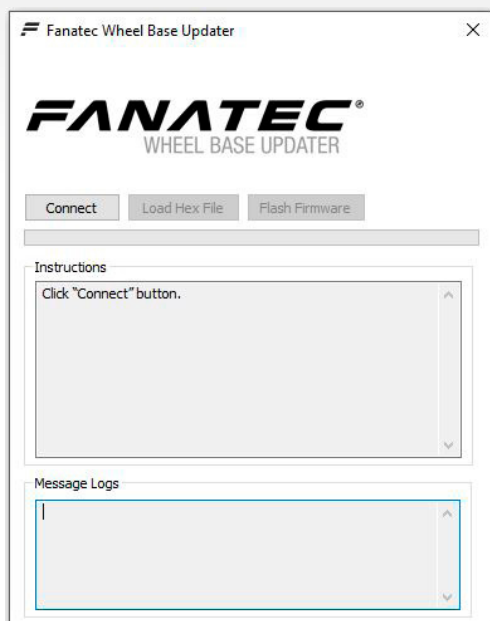 Fanatec Wheel Base Updater
FANATEC®
WHEEL BASE UPDATER
Connect Load Hex File Flash Firmware
Instructions
Click “Connect” button.
Message Logs